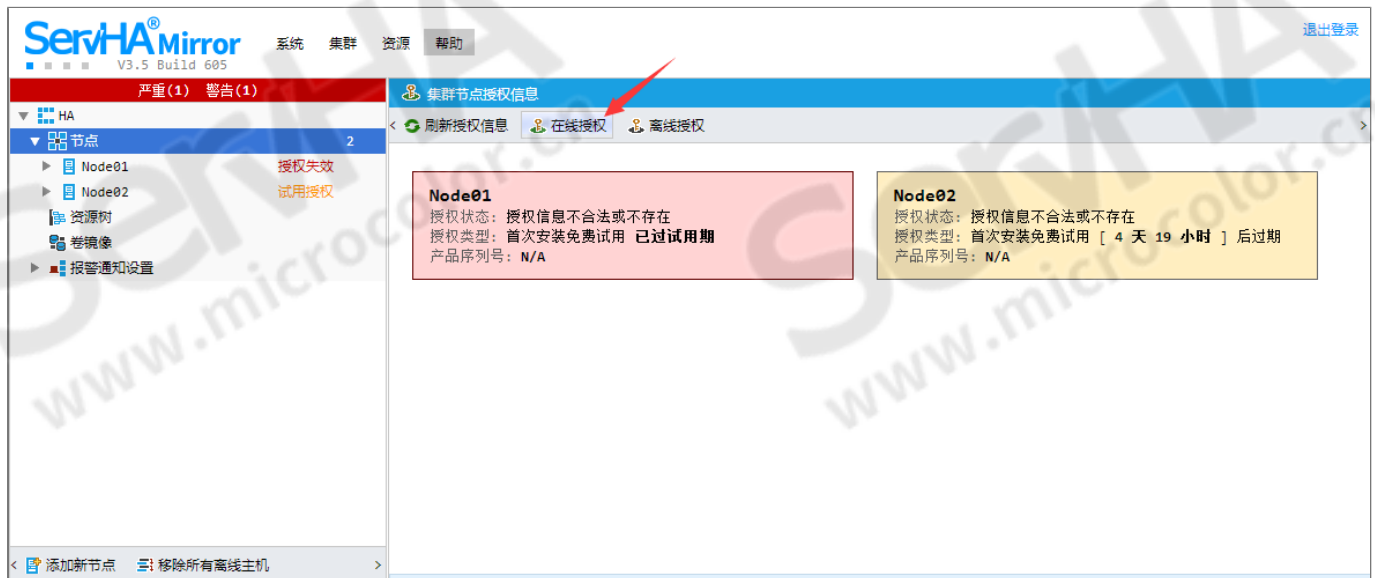 ServHA® Mirror
系统 集群 资源 帮助
退出登录
V3.5 Build 605
严重(1) 警告(1)
HA
节点 2
Node01 授权失效
Node02 试用授权
资源树
卷镜像
报警通知设置
< 添加新节点 移除所有离线主机 >
集群节点授权信息
< 刷新授权信息 在线授权 离线授权 >
Node01
授权状态: 授权信息不合法或不存在
授权类型: 首次安装免费试用 已过试用期
产品序列号: N/A
Node02
授权状态: 授权信息不合法或不存在
授权类型: 首次安装免费试用 [ 4 天 19 小时 ] 后过期
产品序列号: N/A
ServHA
www.microcolor.cn
ServHA
www.microcolor.cn